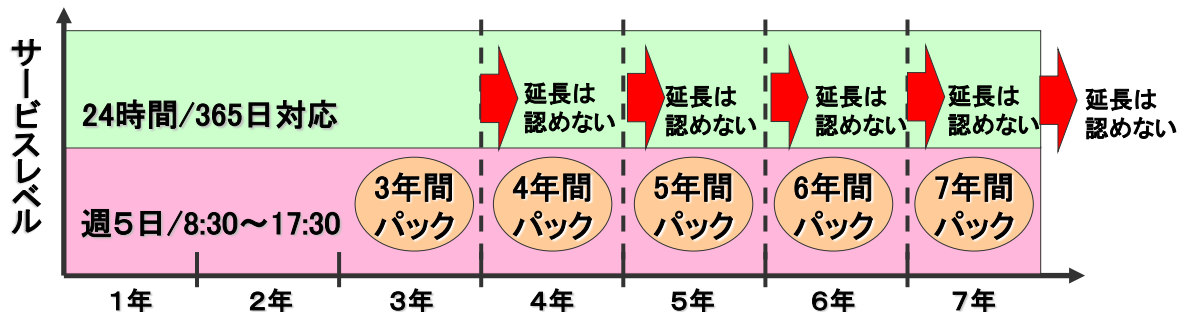 サービスレベル
24時間/365日対応
延長は
認めない
延長は
認めない
延長は
認めない
延長は
認めない
延長は
認めない
週５日/8:30～17:30
3年間
パック
4年間
パック
5年間
パック
6年間
パック
7年間
パック
１年
２年
３年
４年
５年
６年
７年